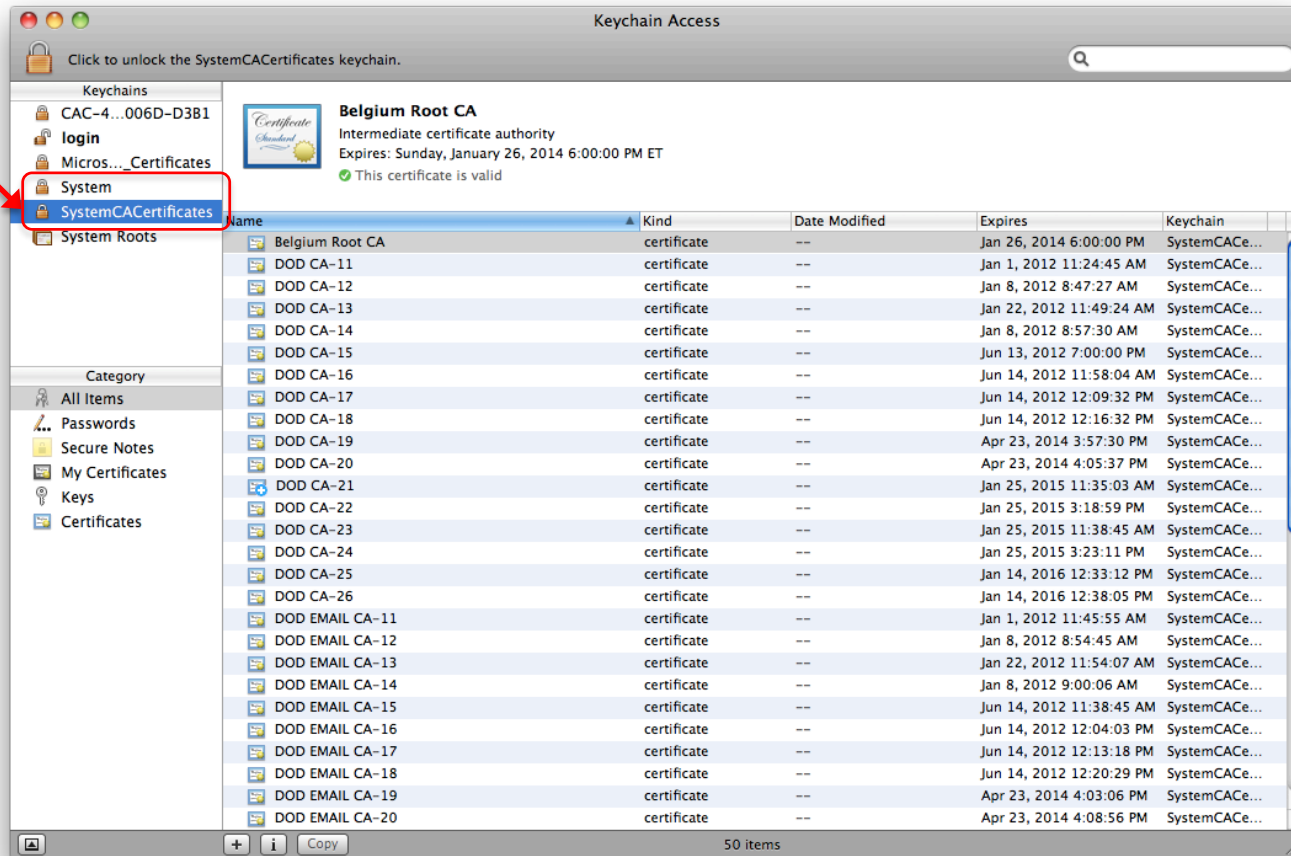 Keychain Access
Click to unlock the SystemCACertificates keychain.
Keychains
CAC-4...006D-D3B1
login
Micros..._Certificates
System
SystemCACertificates
System Roots
Category
All Items
Passwords
Secure Notes
My Certificates
Keys
Certificates
Certificate
Standard
Belgium Root CA
Intermediate certificate authority
Expires: Sunday, January 26, 2014 6:00:00 PM ET
This certificate is valid
Name Kind Date Modified Expires Keychain
Belgium Root CA certificate -- Jan 26, 2014 6:00:00 PM SystemCACe...
DOD CA-11 certificate -- Jan 1, 2012 11:24:45 AM SystemCACe...
DOD CA-12 certificate -- Jan 8, 2012 8:47:27 AM SystemCACe...
DOD CA-13 certificate -- Jan 22, 2012 11:49:24 AM SystemCACe...
DOD CA-14 certificate -- Jan 8, 2012 8:57:30 AM SystemCACe...
DOD CA-15 certificate -- Jun 13, 2012 7:00:00 PM SystemCACe...
DOD CA-16 certificate -- Jun 14, 2012 11:58:04 AM SystemCACe...
DOD CA-17 certificate -- Jun 14, 2012 12:09:32 PM SystemCACe...
DOD CA-18 certificate -- Jun 14, 2012 12:16:32 PM SystemCACe...
DOD CA-19 certificate -- Apr 23, 2014 3:57:30 PM SystemCACe...
DOD CA-20 certificate -- Apr 23, 2014 4:05:37 PM SystemCACe...
DOD CA-21 certificate -- Jan 25, 2015 11:35:03 AM SystemCACe...
DOD CA-22 certificate -- Jan 25, 2015 3:18:59 PM SystemCACe...
DOD CA-23 certificate -- Jan 25, 2015 11:38:45 AM SystemCACe...
DOD CA-24 certificate -- Jan 25, 2015 3:23:11 PM SystemCACe...
DOD CA-25 certificate -- Jan 14, 2016 12:33:12 PM SystemCACe...
DOD CA-26 certificate -- Jan 14, 2016 12:38:05 PM SystemCACe...
DOD EMAIL CA-11 certificate -- Jan 1, 2012 11:45:55 AM SystemCACe...
DOD EMAIL CA-12 certificate -- Jan 8, 2012 8:54:45 AM SystemCACe...
DOD EMAIL CA-13 certificate -- Jan 22, 2012 11:54:07 AM SystemCACe...
DOD EMAIL CA-14 certificate -- Jan 8, 2012 9:00:06 AM SystemCACe...
DOD EMAIL CA-15 certificate -- Jun 14, 2012 11:38:45 AM SystemCACe...
DOD EMAIL CA-16 certificate -- Jun 14, 2012 12:04:03 PM SystemCACe...
DOD EMAIL CA-17 certificate -- Jun 14, 2012 12:13:18 PM SystemCACe...
DOD EMAIL CA-18 certificate -- Jun 14, 2012 12:20:29 PM SystemCACe...
DOD EMAIL CA-19 certificate -- Apr 23, 2014 4:03:06 PM SystemCACe...
DOD EMAIL CA-20 certificate -- Apr 23, 2014 4:08:56 PM SystemCACe...
+ i Copy 50 items